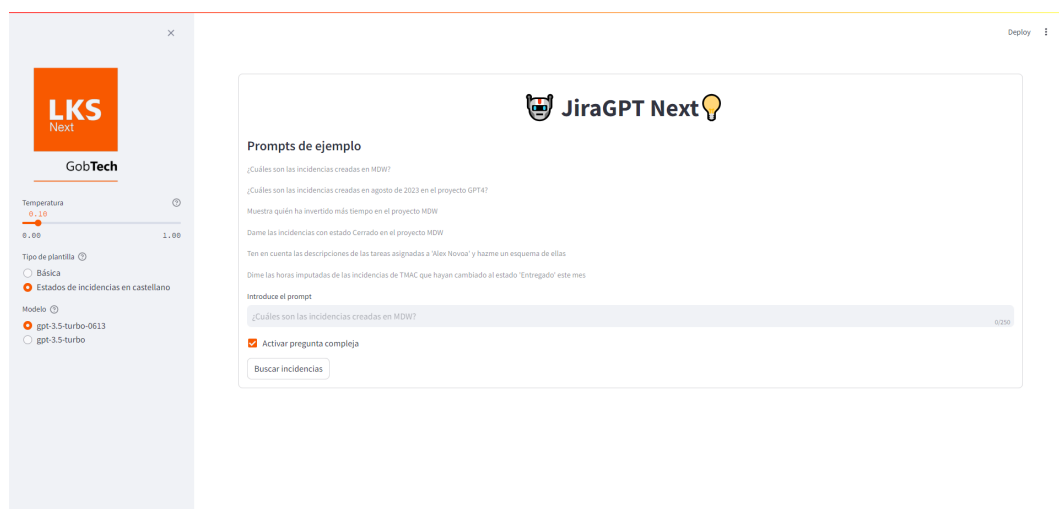 Deploy
LKS
Next
GobTech
Temperatura
0.10
0.00 1.00
Tipo de plantilla
Básica
Estados de incidencias en castellano
Modelo
gpt-3.5-turbo-0613
gpt-3.5-turbo
JiraGPT Next
Prompts de ejemplo
¿Cuáles son las incidencias creadas en MDW?
¿Cuáles son las incidencias creadas en agosto de 2023 en el proyecto GPT4?
Muestra quién ha invertido más tiempo en el proyecto MDW
Dame las incidencias con estado Cerrado en el proyecto MDW
Ten en cuenta las descripciones de las tareas asignadas a 'Alex Novoa' y hazme un esquema de ellas
Dime las horas imputadas de las incidencias de TMAC que hayan cambiado al estado 'Entregado' este mes
Introduce el prompt
¿Cuáles son las incidencias creadas en MDW?
0/350
Activar pregunta compleja
Buscar incidencias